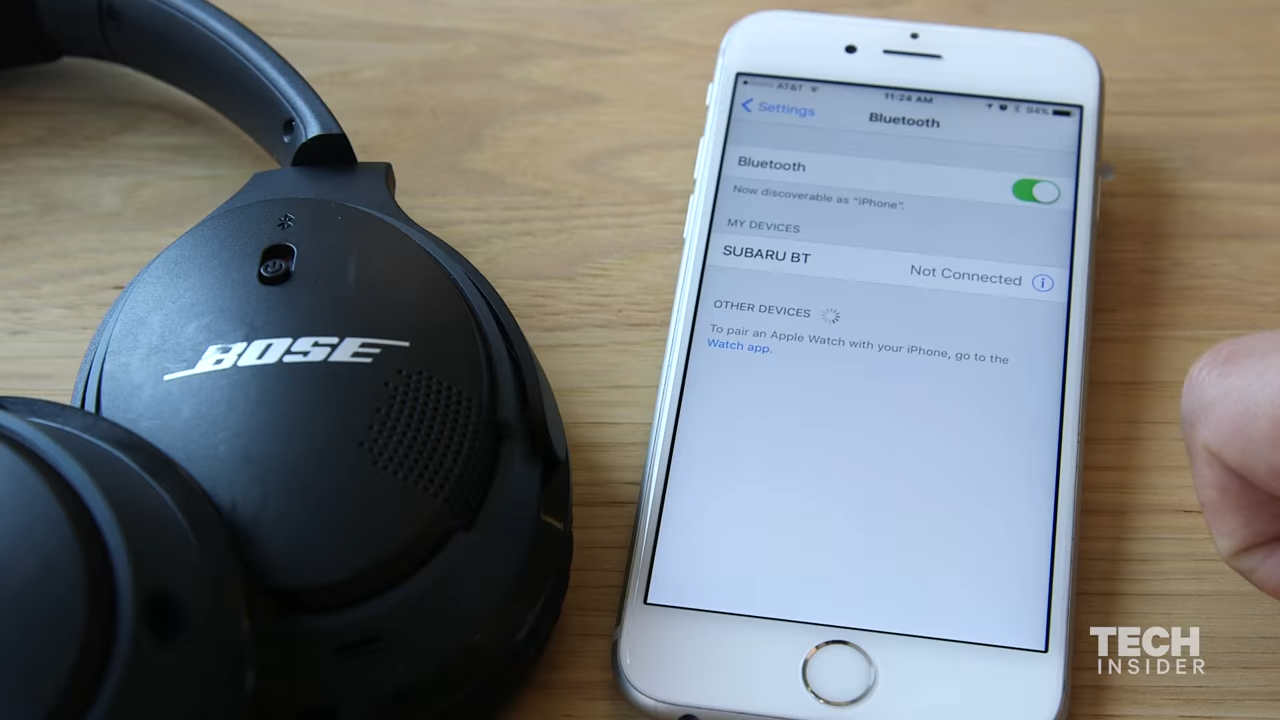 BOSE
AT&T
11:24 AM
94%
Settings
Bluetooth
Bluetooth
Now discoverable as “iPhone”.
MY DEVICES
SUBARU BT
Not Connected
OTHER DEVICES
To pair an Apple Watch with your iPhone, go to the
Watch app.
TECH
INSIDER